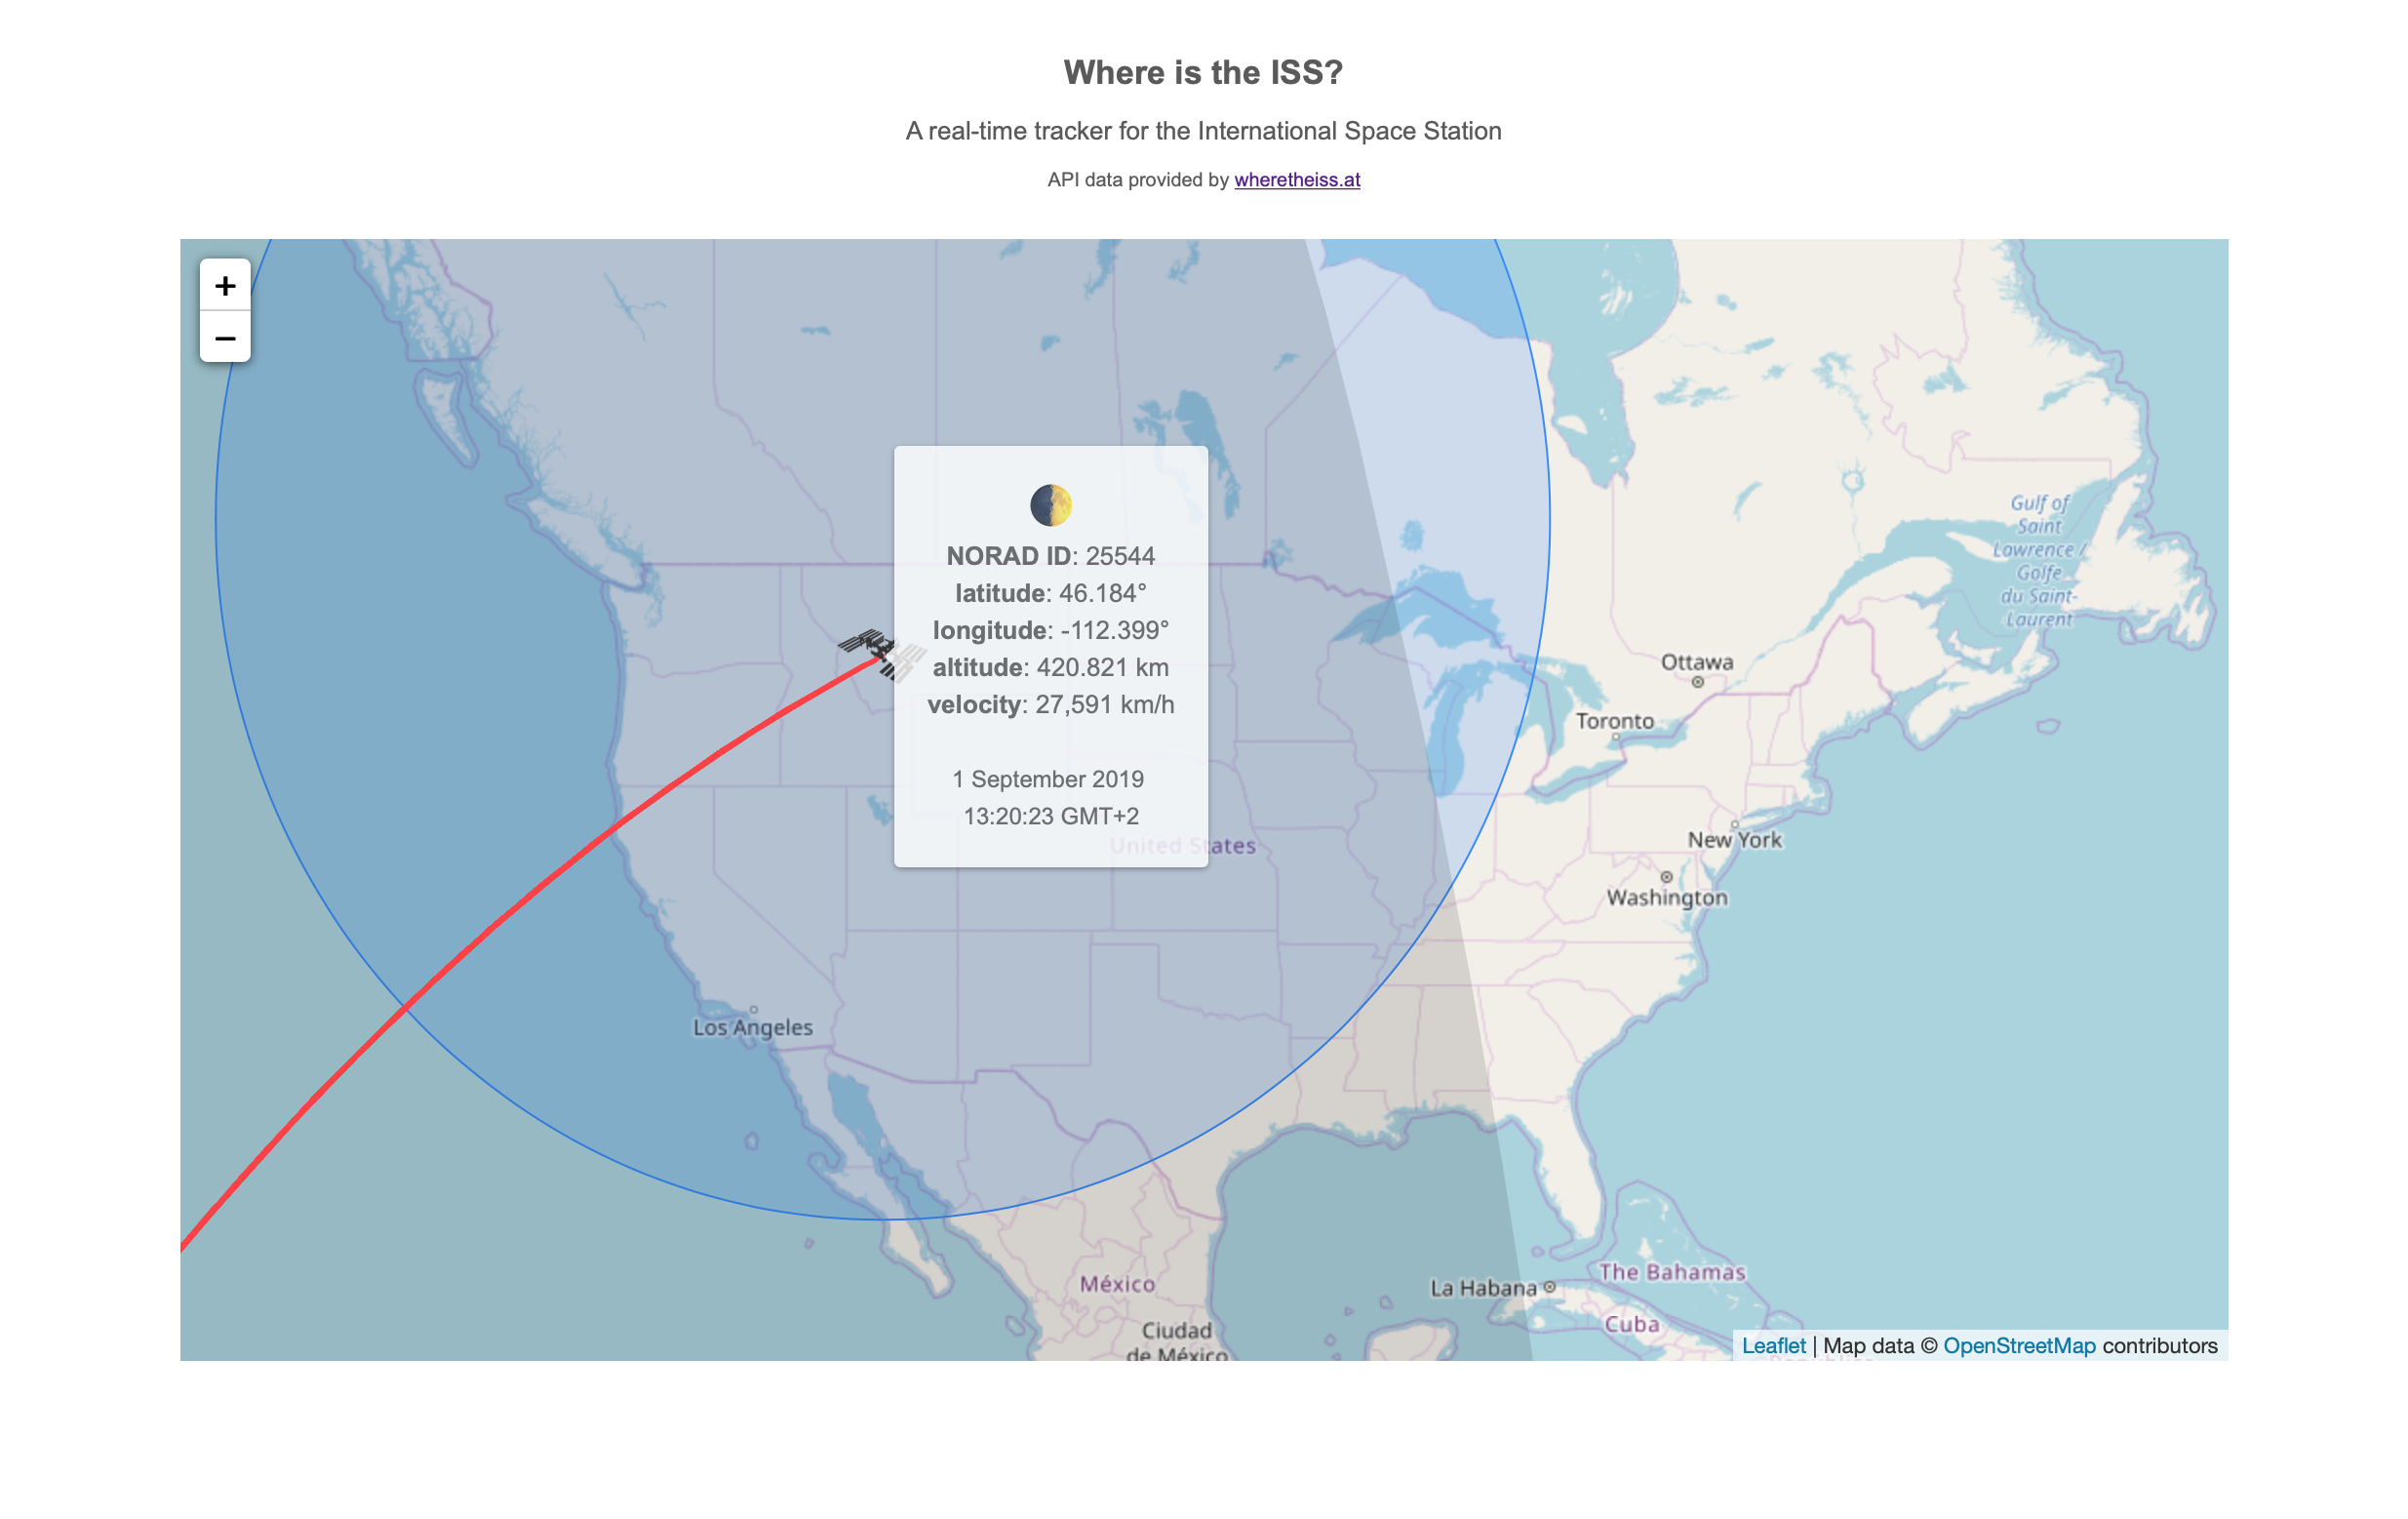 Where is the ISS?
A real-time tracker for the International Space Station
API data provided by wheretheiss.at
+
−
NORAD ID: 25544
latitude: 46.184°
longitude: -112.399°
altitude: 420.821 km
velocity: 27,591 km/h
1 September 2019
13:20:23 GMT+2
United States
Gulf of
Saint
Lawrence /
Golfe
du Saint-
Laurent
Ottawa
Toronto
New York
Washington
Los Angeles
México
Ciudad
de México
La Habana
The Bahamas
Cuba
Leaflet | Map data © OpenStreetMap contributors